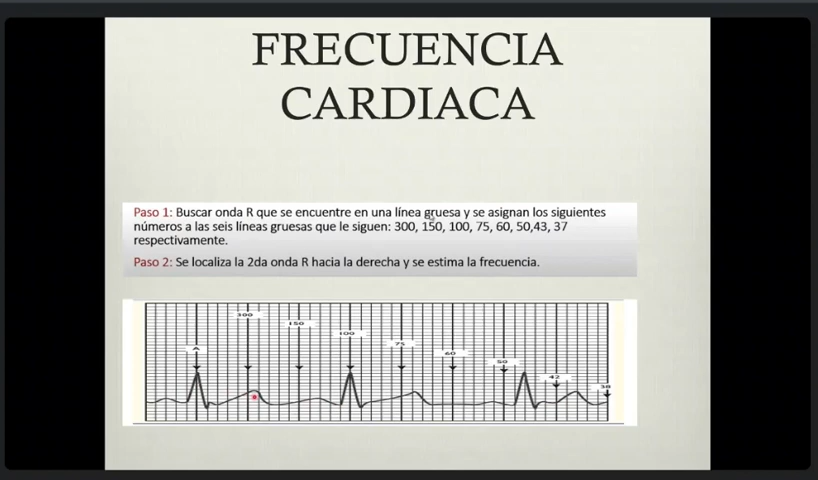 FRECUENCIA
CARDIACA
Paso 1: Buscar onda R que se encuentre en una línea gruesa y se asignan los siguientes
números a las seis líneas gruesas que le siguen: 300, 150, 100, 75, 60, 50,43, 37
respectivamente.
Paso 2: Se localiza la 2da onda R hacia la derecha y se estima la frecuencia.
300
150
100
75
A
60
50
42
38